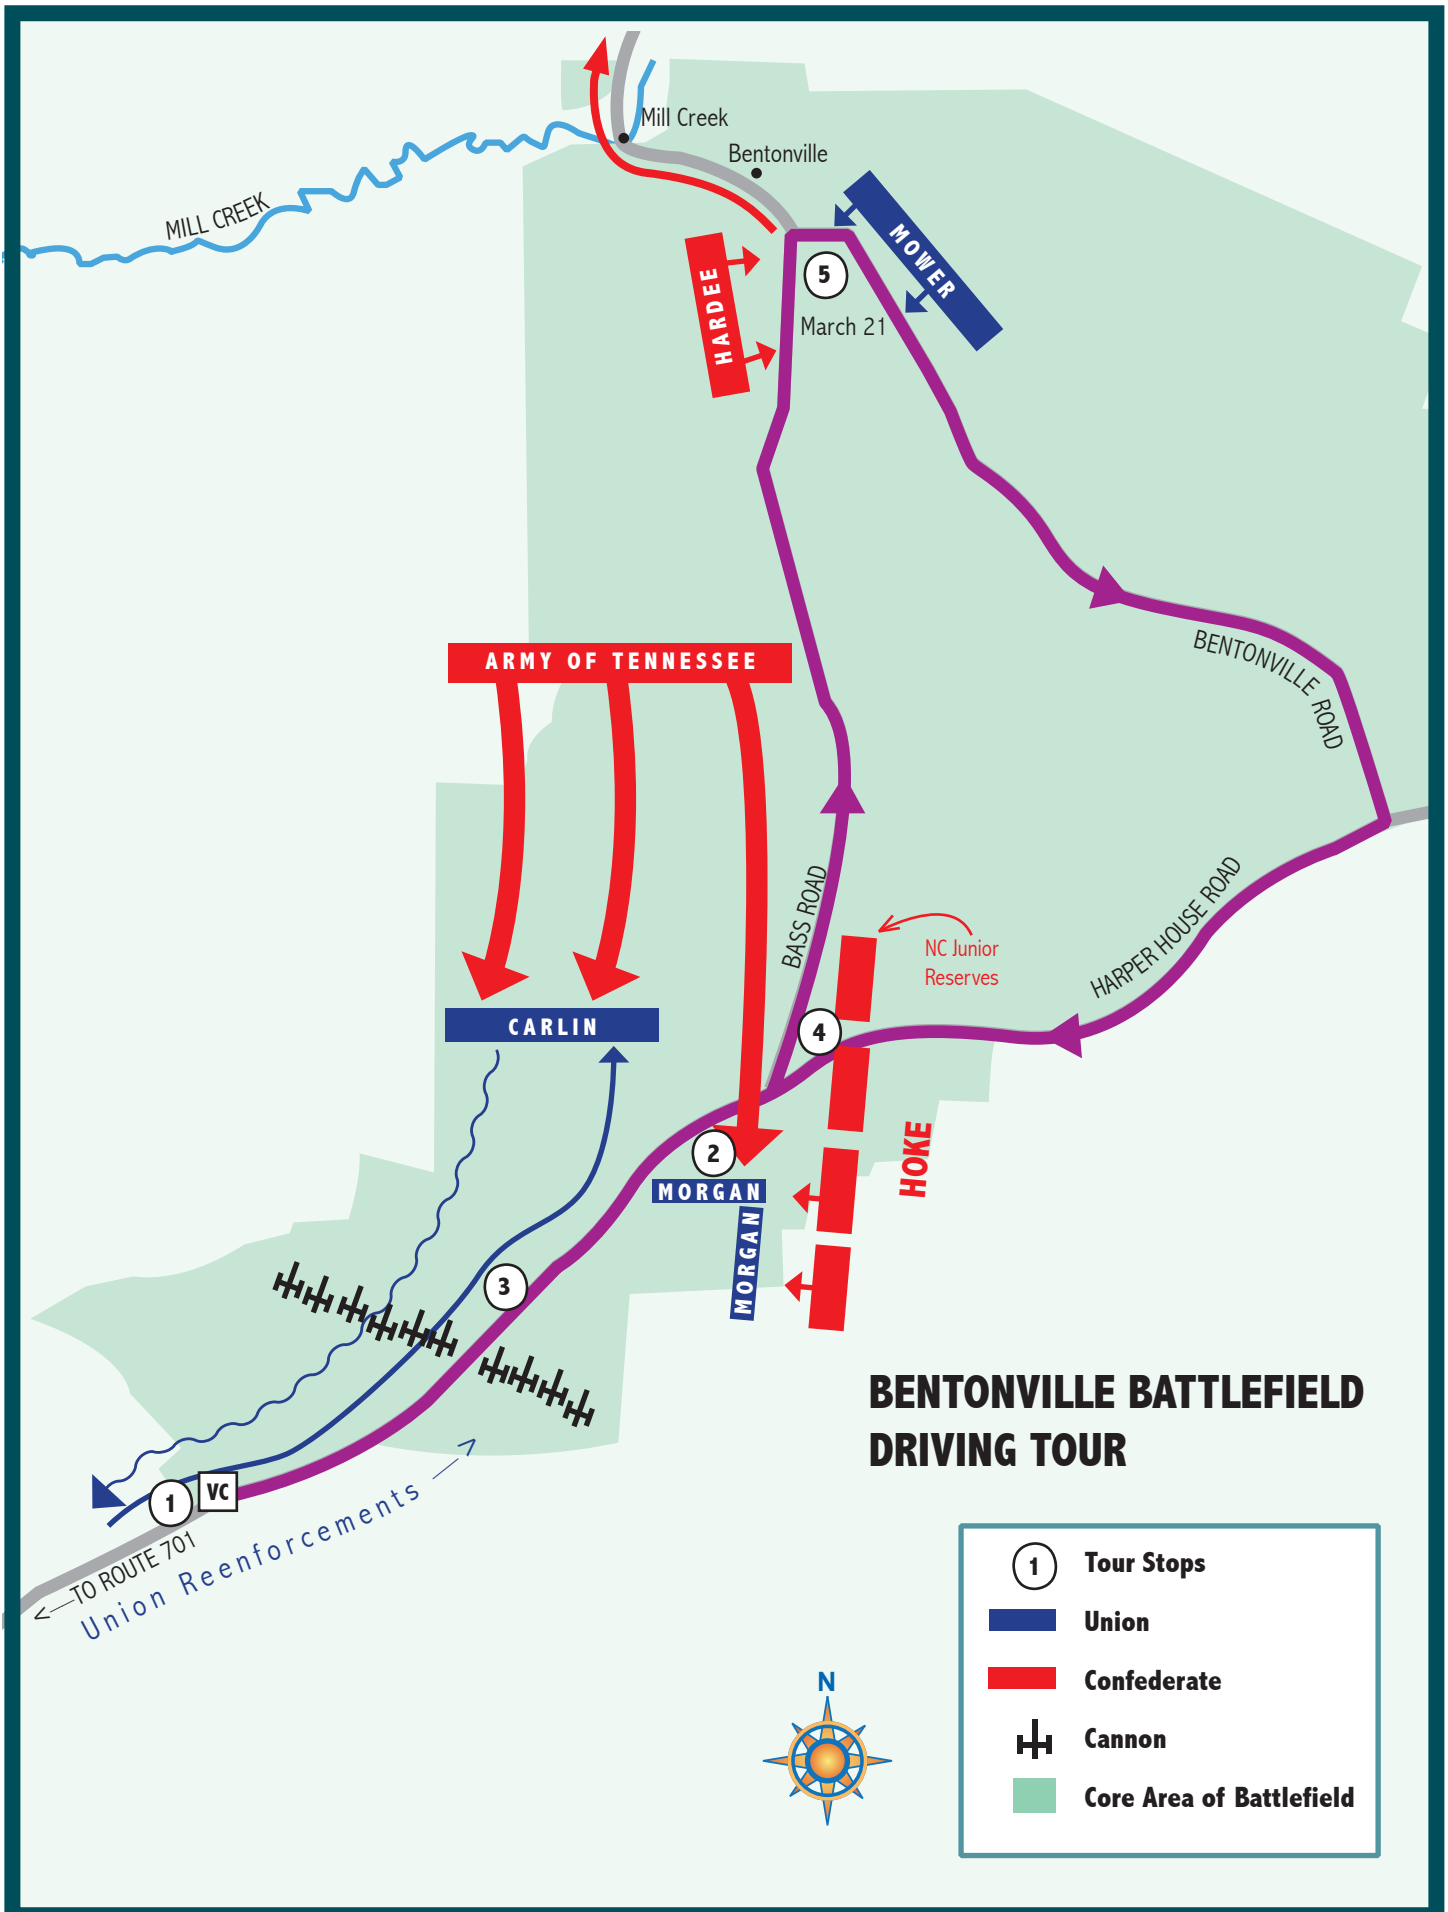 Mill Creek
Bentonville
MILL CREEK
MOWER
HARDEE
5
March 21
ARMY OF TENNESSEE
BENTONVILLE ROAD
BASS ROAD
HARPER HOUSE ROAD
NC Junior
Reserves
CARLIN
4
2
HOKE
MORGAN
MORGAN
3
BENTONVILLE BATTLEFIELD
DRIVING TOUR
1
VC
TO ROUTE 701
Union Reenforcements
1
Tour Stops
Union
Confederate
Cannon
Core Area of Battlefield
N